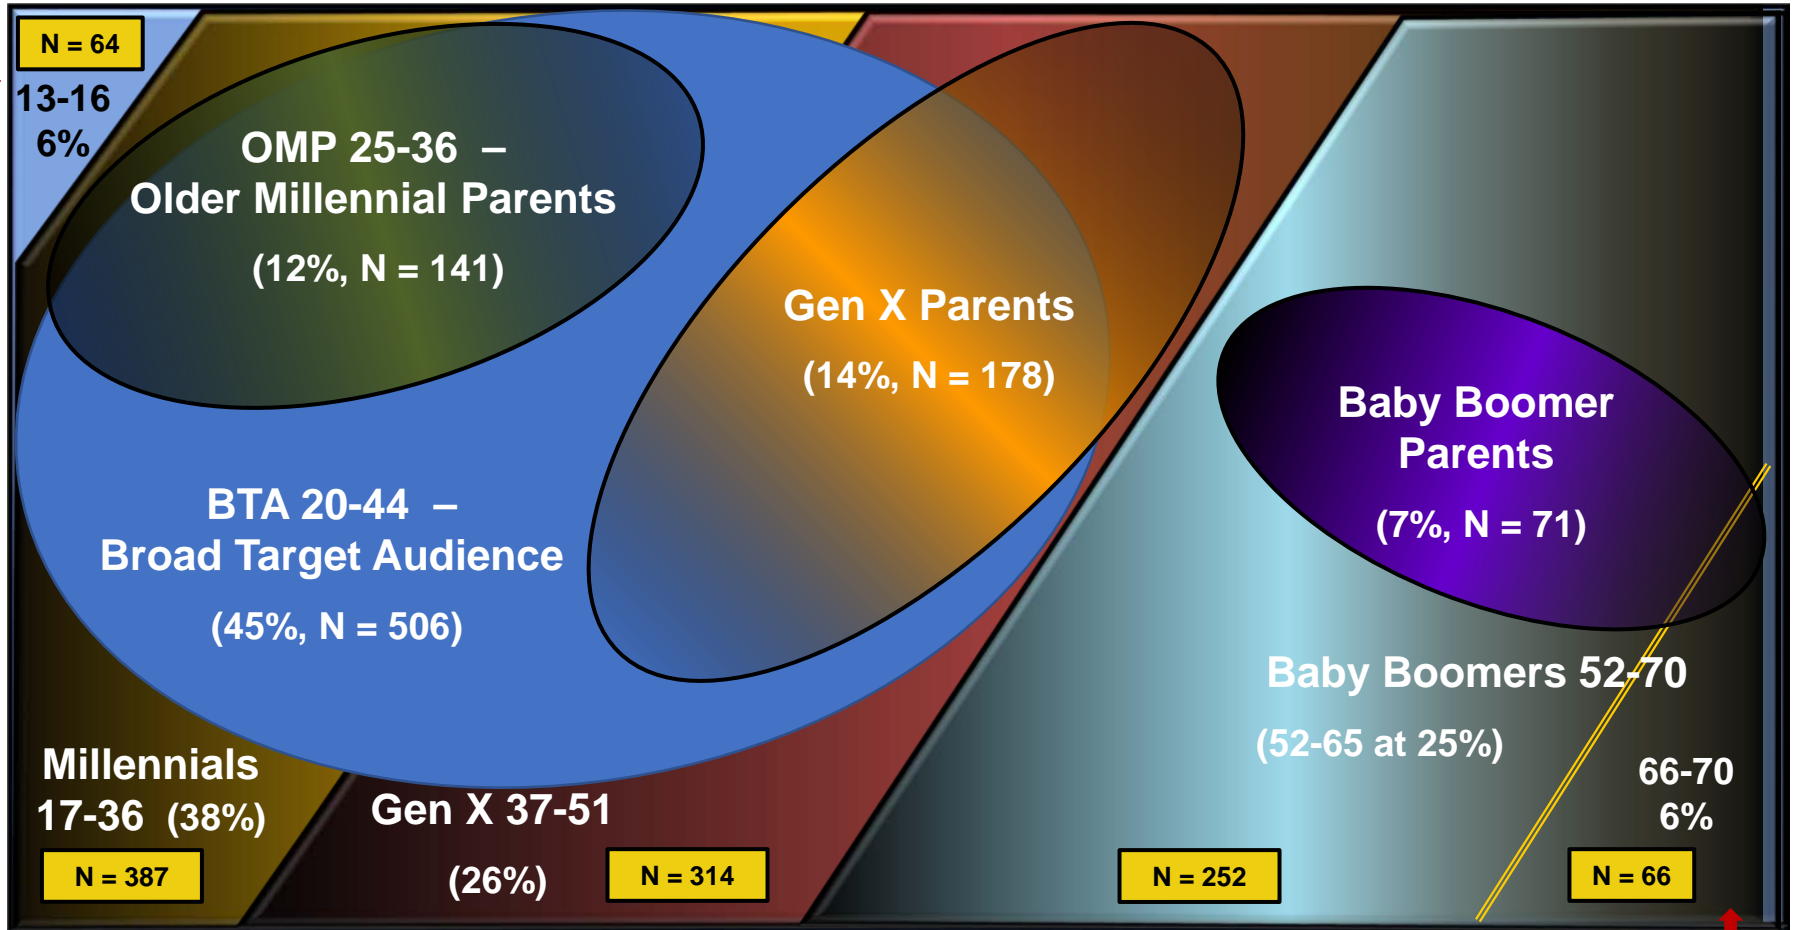 N = 64
13-16
6%
OMP 25-36 –
Older Millennial Parents
(12%, N = 141)
Gen X Parents
(14%, N = 178)
Baby Boomer
Parents
(7%, N = 71)
BTA 20-44 –
Broad Target Audience
(45%, N = 506)
Baby Boomers 52-70
(52-65 at 25%)
66-70
6%
Millennials
17-36 (38%)
N = 387
Gen X 37-51
(26%)
N = 314
N = 252
N = 66